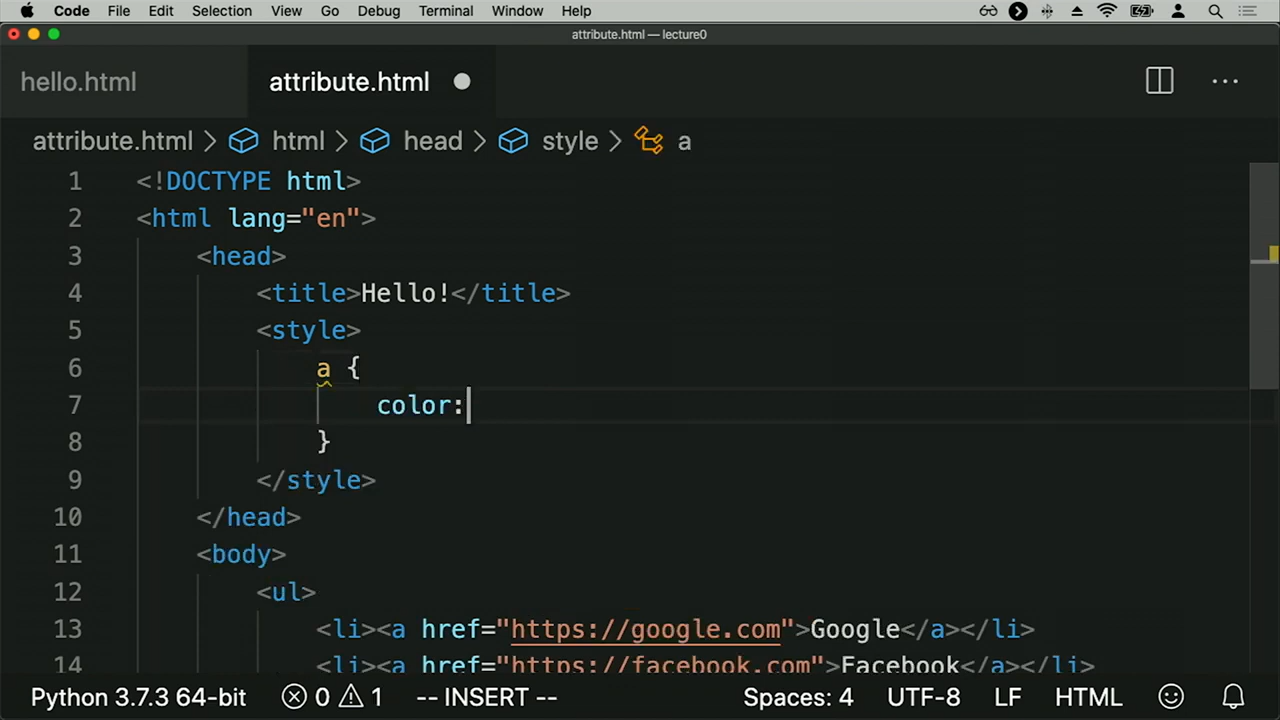 Code File Edit Selection View Go Debug Terminal Window Help
attribute.html — lecture0
hello.html attribute.html
attribute.html > html > head > style > a
1 <!DOCTYPE html>
2 <html lang="en">
3 <head>
4 <title>Hello!</title>
5 <style>
6 a {
7 color:
8 }
9 </style>
10 </head>
11 <body>
12 <ul>
13 <li><a href="https://google.com">Google</a></li>
14 <li><a href="https://facebook.com">Facebook</a></li>
Python 3.7.3 64-bit 0 1 -- INSERT -- Spaces: 4 UTF-8 LF HTML